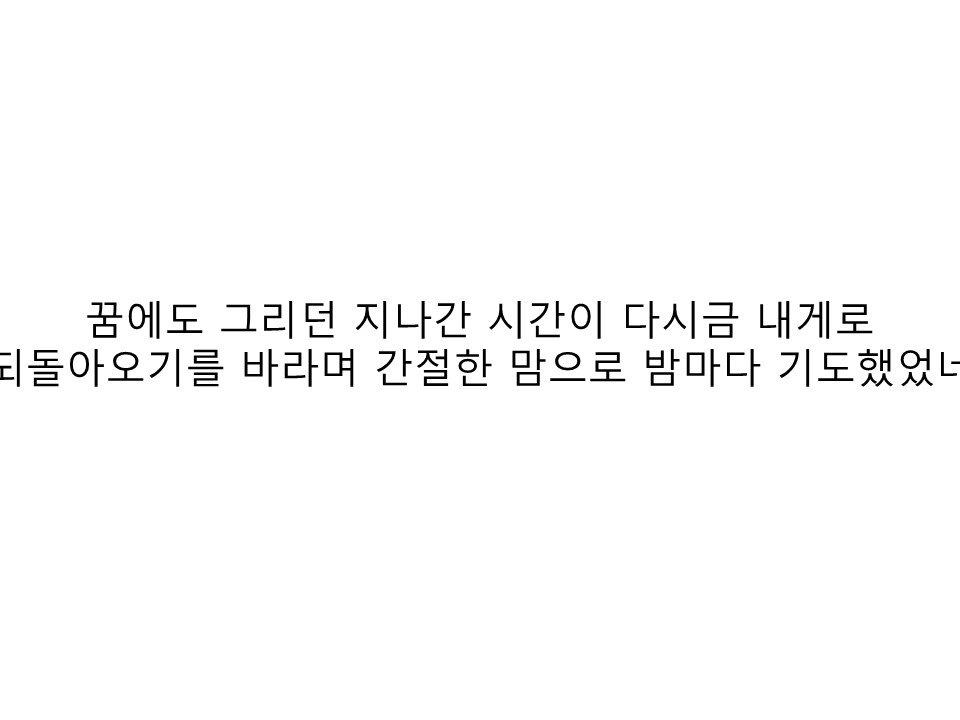 꿈에도 그리던 지나간 시간이 다시금 내게로
되돌아오기를 바라며 간절한 맘으로 밤마다 기도했었